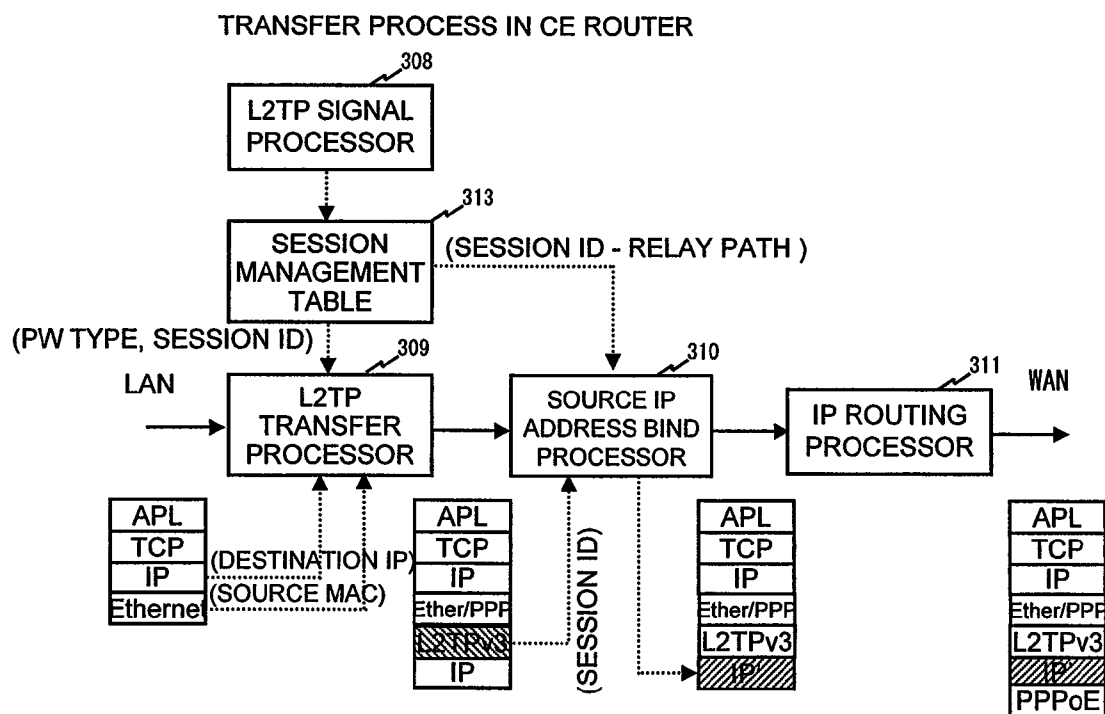 TRANSFER PROCESS IN CE ROUTER
308
L2TP SIGNAL
PROCESSOR
313
SESSION
MANAGEMENT
TABLE
(SESSION ID - RELAY PATH )
(PW TYPE, SESSION ID)
LAN
309
L2TP
TRANSFER
PROCESSOR
310
SOURCE IP
ADDRESS BIND
PROCESSOR
311
IP ROUTING
PROCESSOR
WAN
APL
TCP
IP
Ethernet
(DESTINATION IP)
(SOURCE MAC)
APL
TCP
IP
Ether/PPP
L2TPv3
IP
(SESSION ID)
APL
TCP
IP
Ether/PPP
L2TPv3
IP'
APL
TCP
IP
Ether/PPP
L2TPv3
IP'
PPPoE